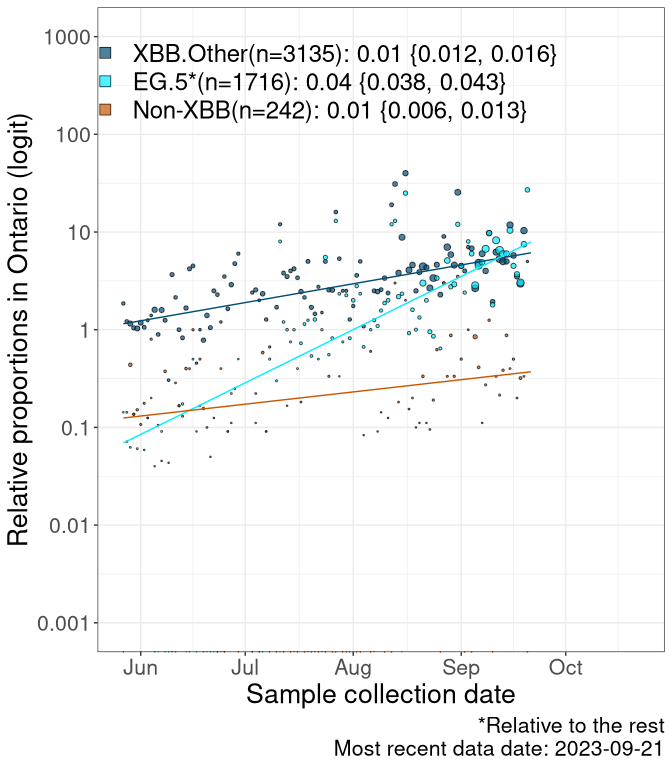 XBB.Other(n=3135): 0.01 {0.012, 0.016}
EG.5*(n=1716): 0.04 {0.038, 0.043}
Non-XBB(n=242): 0.01 {0.006, 0.013}
Relative proportions in Ontario (logit)
1000
100
10
1
0.1
0.01
0.001
Jun Jul Aug Sep Oct
Sample collection date
*Relative to the rest
Most recent data date: 2023-09-21